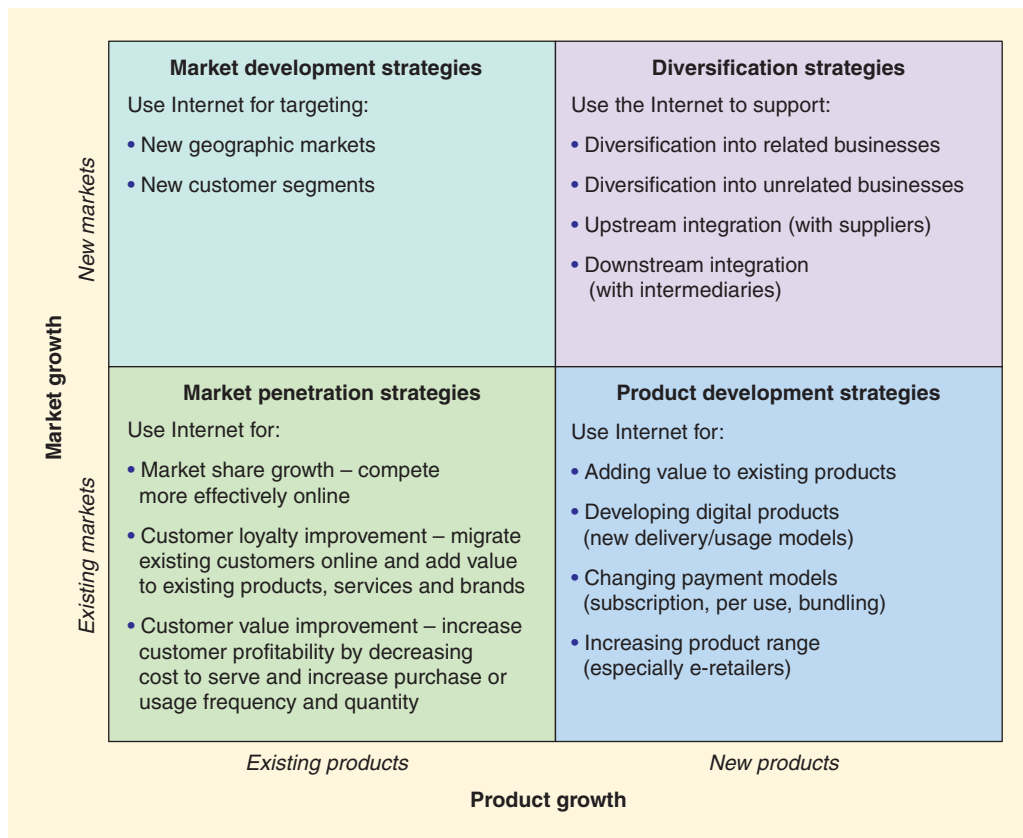 Market development strategies
Use Internet for targeting:
• New geographic markets
• New customer segments
Diversification strategies
Use the Internet to support:
• Diversification into related businesses
• Diversification into unrelated businesses
• Upstream integration (with suppliers)
• Downstream integration
(with intermediaries)
Market penetration strategies
Use Internet for:
• Market share growth – compete
more effectively online
• Customer loyalty improvement – migrate
existing customers online and add value
to existing products, services and brands
• Customer value improvement – increase
customer profitability by decreasing
cost to serve and increase purchase or
usage frequency and quantity
Product development strategies
Use Internet for:
• Adding value to existing products
• Developing digital products
(new delivery/usage models)
• Changing payment models
(subscription, per use, bundling)
• Increasing product range
(especially e-retailers)
Market growth
New markets
Existing markets
Existing products
New products
Product growth